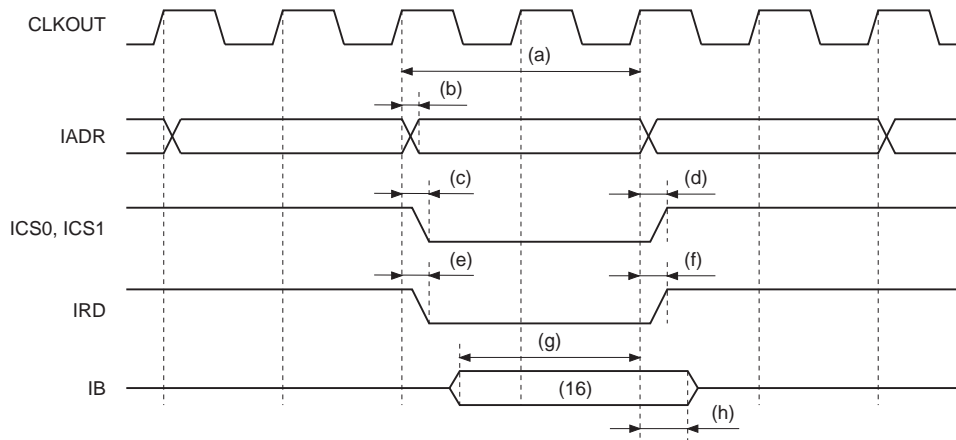 CLKOUT
(a)
(b)
IADR
(c)
(d)
ICS0, ICS1
(e)
(f)
IRD
(g)
IB
(16)
(h)